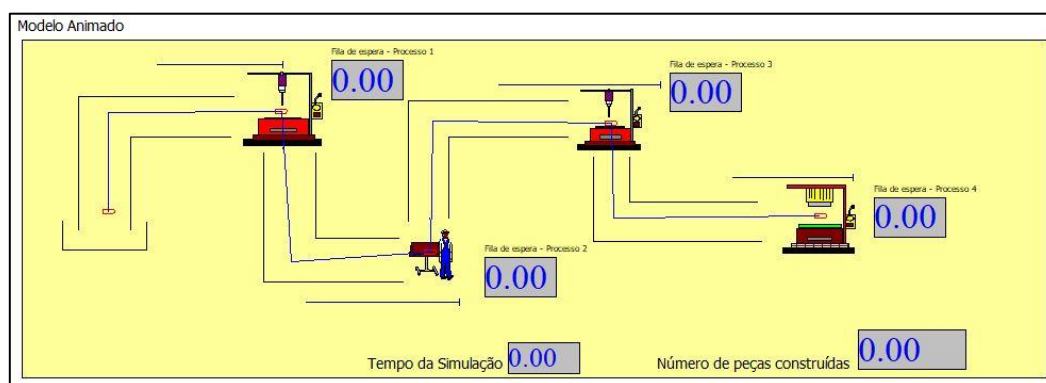 Modelo Animado
Fila de espera - Processo 1
0.00
Fila de espera - Processo 3
0.00
Fila de espera - Processo 4
0.00
Fila de espera - Processo 2
0.00
Tempo da Simulação 0.00
Número de peças construídas 0.00